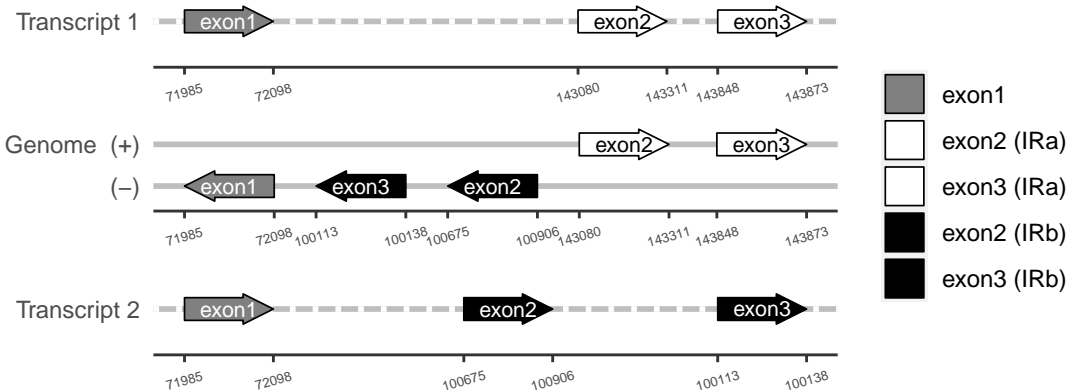 Transcript 1 exon1 exon2 exon3
71985 72098 143080 143311 143848 143873
Genome (+) exon2 exon3
(−) exon1 exon3 exon2
71985 72098 100113 100138 100675 100906 143080 143311 143848 143873
Transcript 2 exon1 exon2 exon3
71985 72098 100675 100906 100113 100138
exon1
exon2 (IRa)
exon3 (IRa)
exon2 (IRb)
exon3 (IRb)